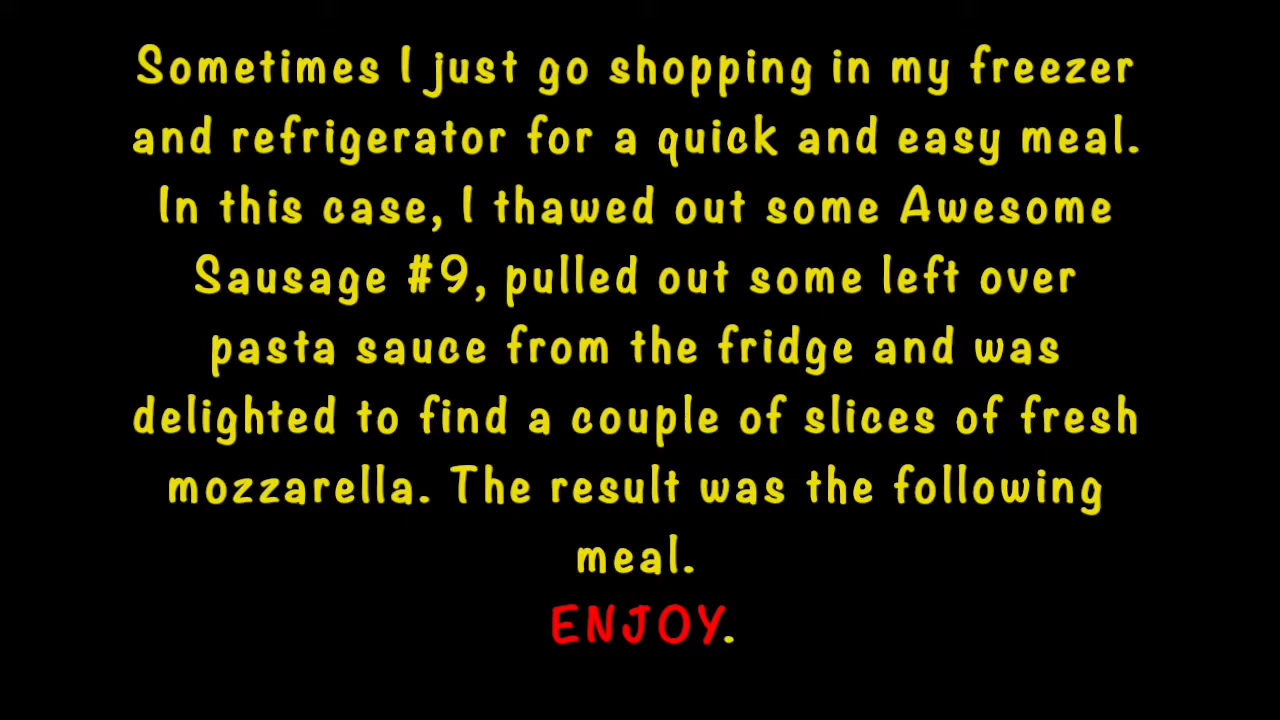 Sometimes I just go shopping in my freezer
and refrigerator for a quick and easy meal.
In this case, I thawed out some Awesome
Sausage #9, pulled out some left over
pasta sauce from the fridge and was
delighted to find a couple of slices of fresh
mozzarella. The result was the following
meal.
ENJOY.